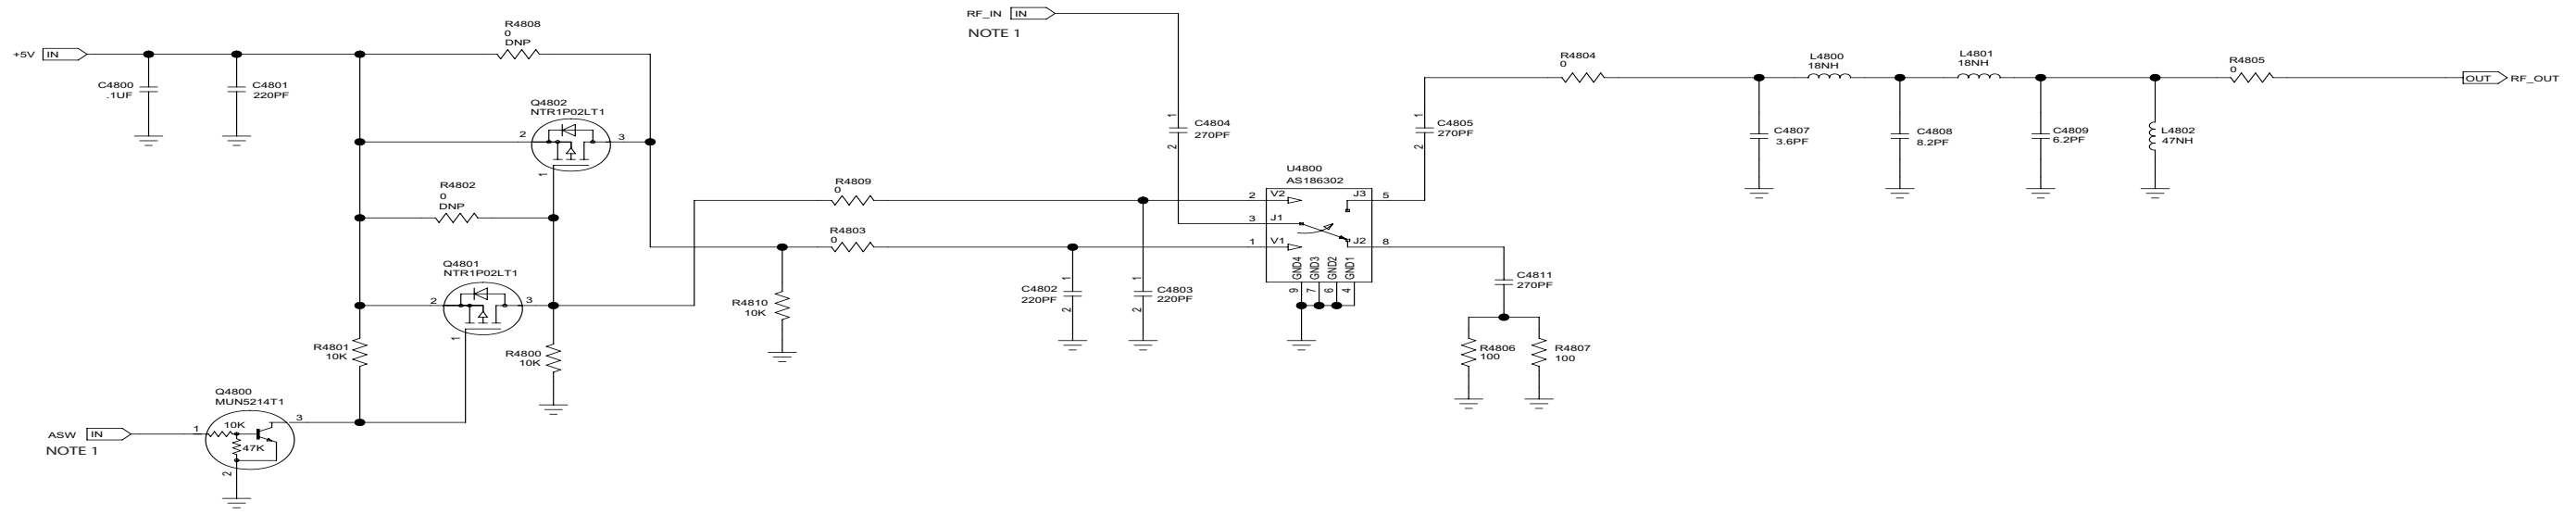 +5V IN
C4800
.1UF
C4801
220PF
R4808
0
DNP
Q4802
NTR1P02LT1
2
3
1
R4802
0
DNP
Q4801
NTR1P02LT1
2
3
1
R4801
10K
R4800
10K
Q4800
MUN5214T1
3
1
10K
47K
2
ASW IN
NOTE 1
RF_IN IN
NOTE 1
R4809
0
R4803
0
R4810
10K
C4802
220PF
1
2
C4803
220PF
1
2
C4804
270PF
1
2
U4800
AS186302
2 V2
J3 5
3 J1
1 V1
J2 8
GND4
GND3
GND2
GND1
9
7
6
4
C4805
270PF
1
2
C4811
270PF
R4806
100
R4807
100
R4804
0
L4800
18NH
L4801
18NH
C4807
3.6PF
C4808
8.2PF
C4809
6.2PF
L4802
47NH
R4805
0
OUT RF_OUT